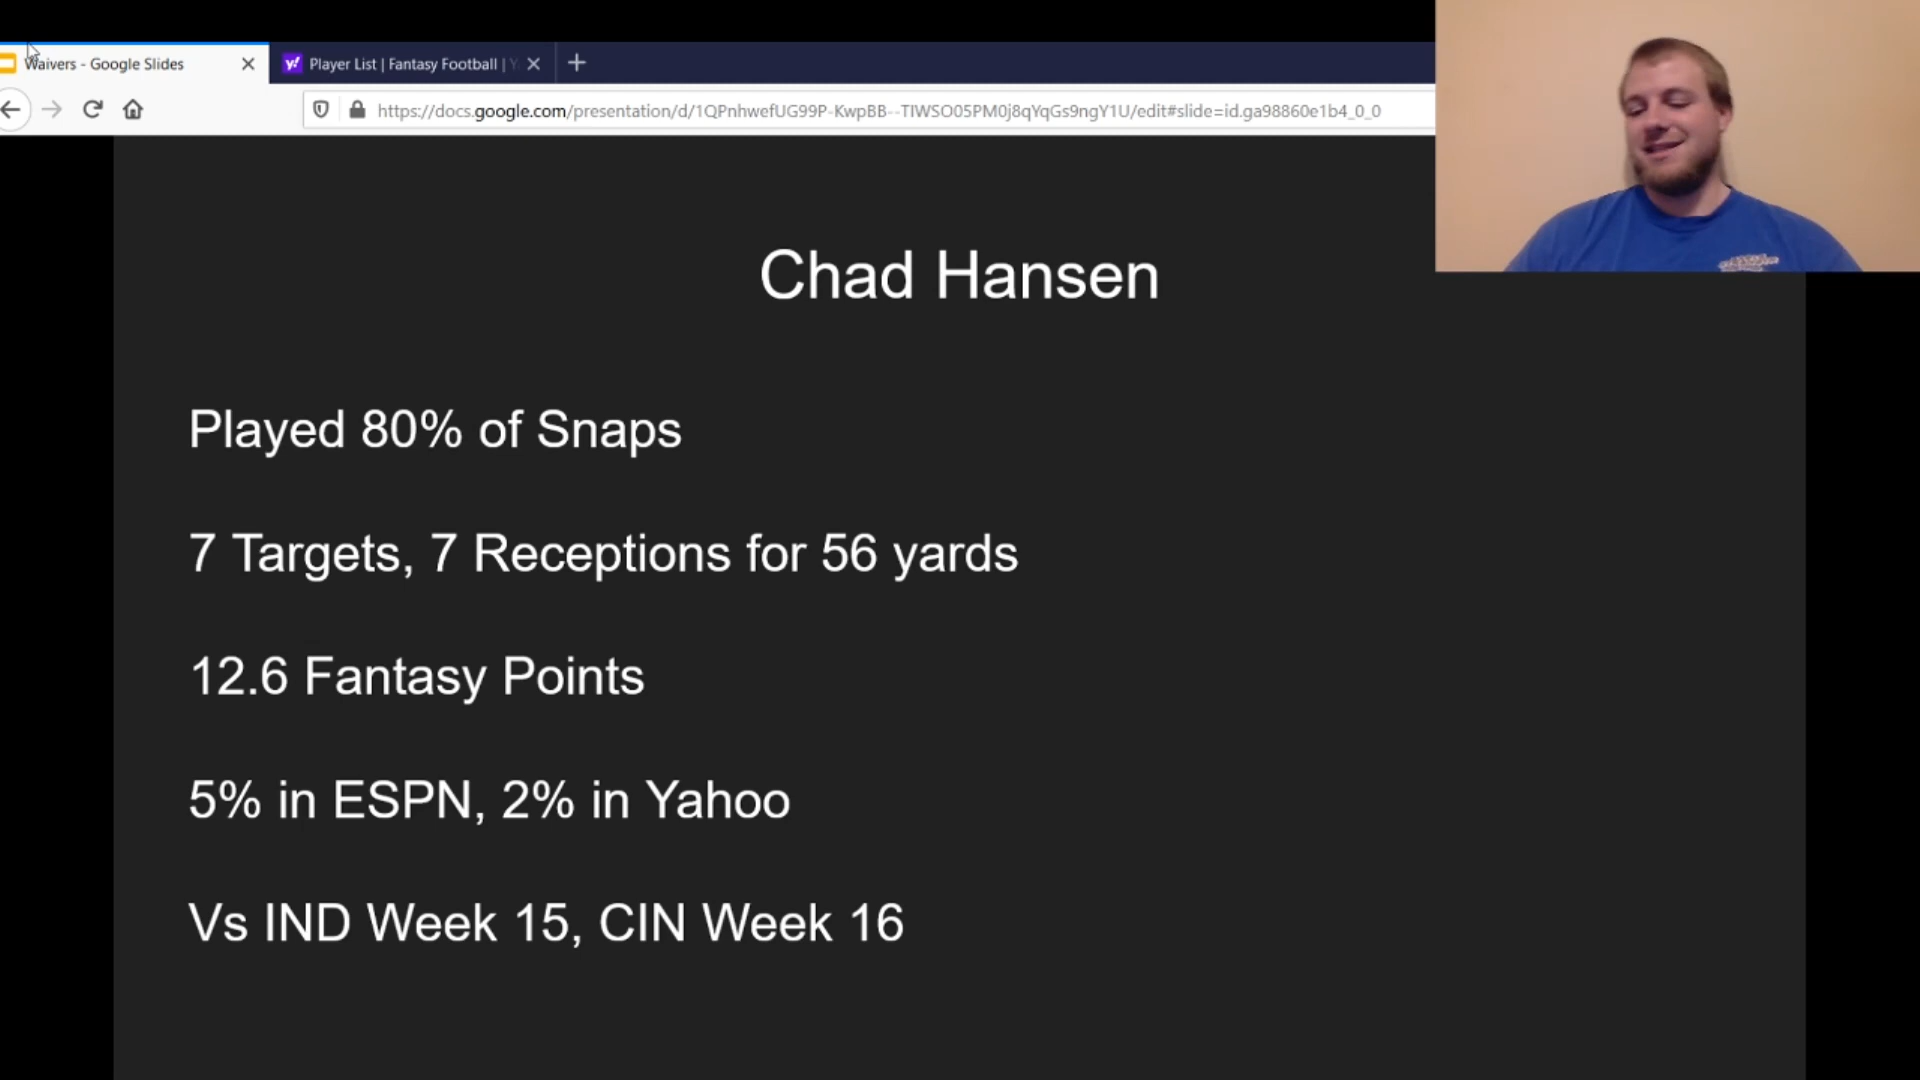 Waivers - Google Slides
Player List | Fantasy Football |
https://docs.google.com/presentation/d/1QPnhwefUG99P-KwpBB--TIWSO05PM0j8qYqGs9ngY1U/edit#slide=id.ga98860e1b4_0_0
Chad Hansen
Played 80% of Snaps
7 Targets, 7 Receptions for 56 yards
12.6 Fantasy Points
5% in ESPN, 2% in Yahoo
Vs IND Week 15, CIN Week 16